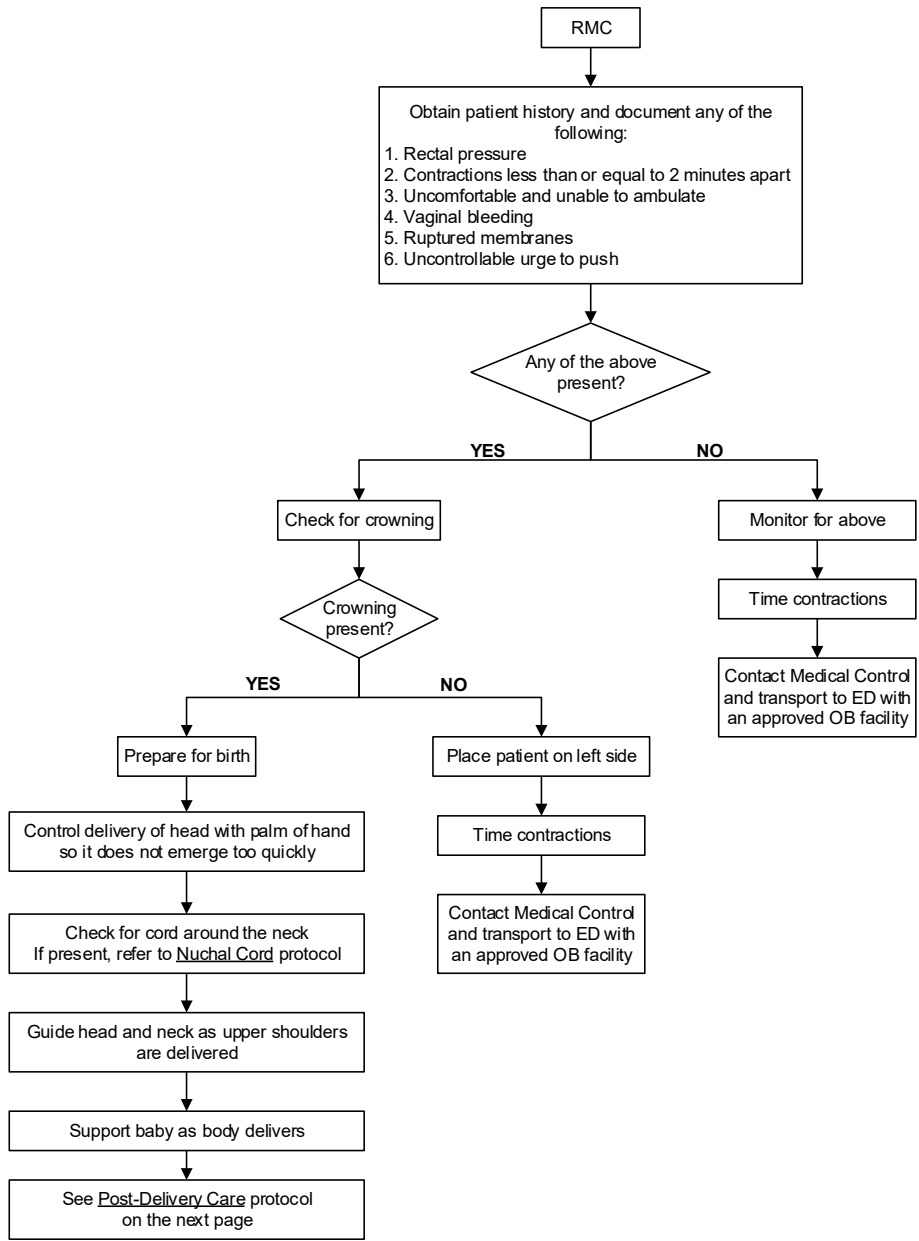 RMC
Obtain patient history and document any of the
following:
1. Rectal pressure
2. Contractions less than or equal to 2 minutes apart
3. Uncomfortable and unable to ambulate
4. Vaginal bleeding
5. Ruptured membranes
6. Uncontrollable urge to push
Any of the above
present?
YES
NO
Check for crowning
Monitor for above
Crowning
present?
Time contractions
YES
NO
Contact Medical Control
and transport to ED with
an approved OB facility
Prepare for birth
Place patient on left side
Control delivery of head with palm of hand
so it does not emerge too quickly
Time contractions
Check for cord around the neck
If present, refer to Nuchal Cord protocol
Contact Medical Control
and transport to ED with
an approved OB facility
Guide head and neck as upper shoulders
are delivered
Support baby as body delivers
See Post-Delivery Care protocol
on the next page